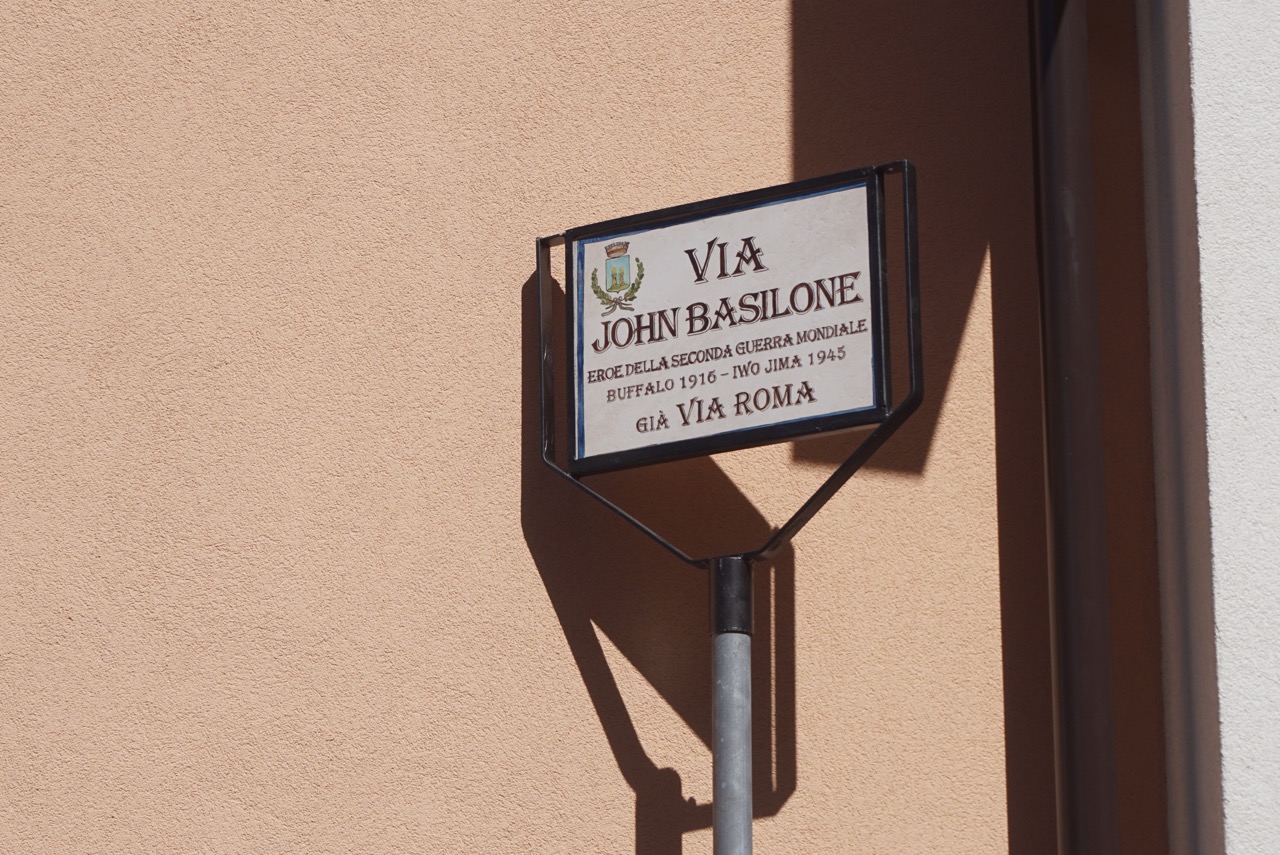 VIA
JOHN BASILONE
EROE DELLA SECONDA GUERRA MONDIALE
BUFFALO 1916 - IWO JIMA 1945
GIÀ VIA ROMA